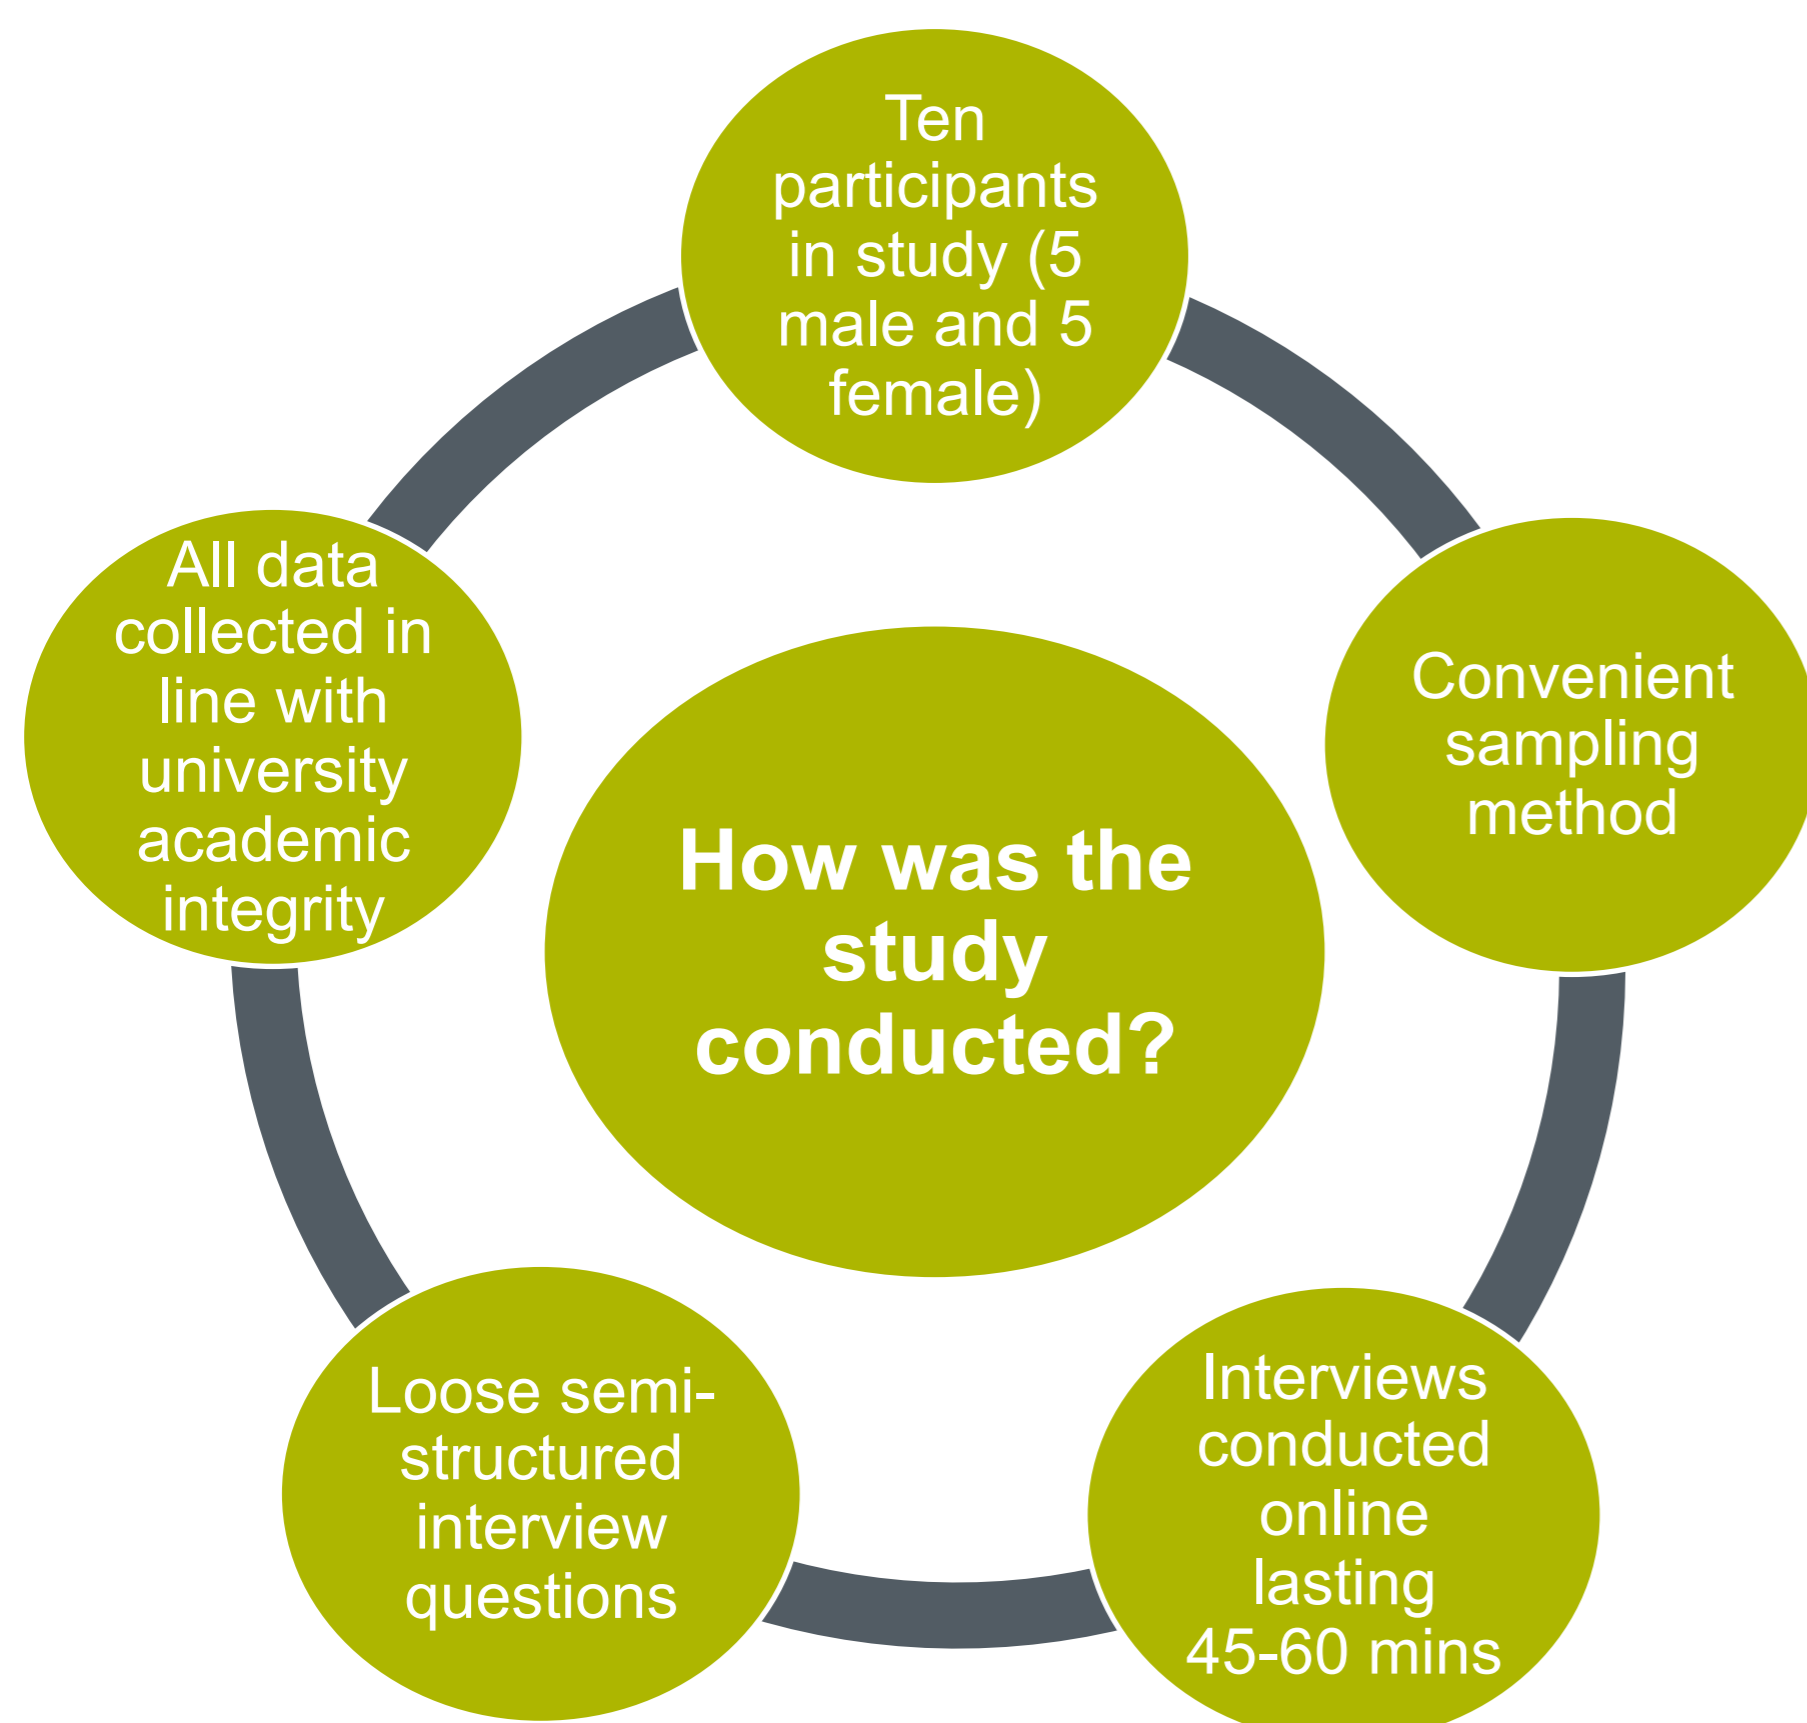 Ten
participants
in study (5
male and 5
female)
Convenient
sampling
method
Interviews
conducted
online
lasting
45-60 mins
Loose semi-
structured
interview
questions
All data
collected in
line with
university
academic
integrity
How was the
study
conducted?